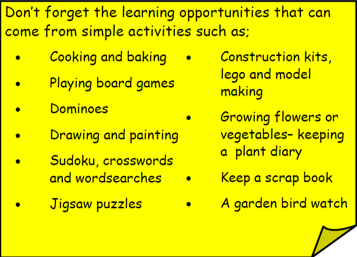 Don't forget the learning opportunities that can
come from simple activities such as;
• Cooking and baking
• Playing board games
• Dominoes
• Drawing and painting
• Sudoku, crosswords
and wordsearches
• Jigsaw puzzles
• Construction kits,
lego and model
making
• Growing flowers or
vegetables– keeping
a  plant diary
• Keep a scrap book
• A garden bird watch